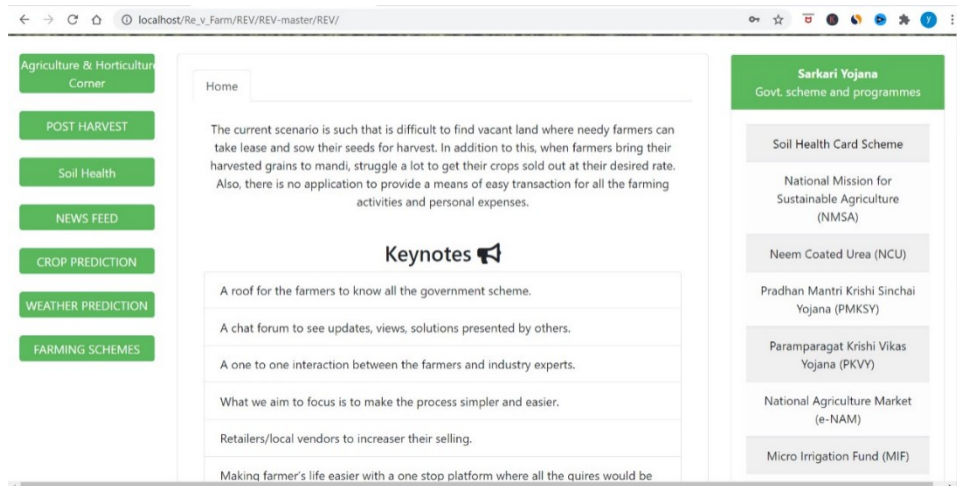 localhost/Re_v_Farm/REV/REV-master/REV/
Agriculture & Horticulture
Corner
POST HARVEST
Soil Health
NEWS FEED
CROP PREDICTION
WEATHER PREDICTION
FARMING SCHEMES
Home
The current scenario is such that is difficult to find vacant land where needy farmers can
take lease and sow their seeds for harvest. In addition to this, when farmers bring their
harvested grains to mandi, struggle a lot to get their crops sold out at their desired rate.
Also, there is no application to provide a means of easy transaction for all the farming
activities and personal expenses.
Keynotes
A roof for the farmers to know all the government scheme.
A chat forum to see updates, views, solutions presented by others.
A one to one interaction between the farmers and industry experts.
What we aim to focus is to make the process simpler and easier.
Retailers/local vendors to increaser their selling.
Making farmer's life easier with a one stop platform where all the quires would be
Sarkari Yojana
Govt. scheme and programmes
Soil Health Card Scheme
National Mission for
Sustainable Agriculture
(NMSA)
Neem Coated Urea (NCU)
Pradhan Mantri Krishi Sinchai
Yojana (PMKSY)
Paramparagat Krishi Vikas
Yojana (PKVY)
National Agriculture Market
(e-NAM)
Micro Irrigation Fund (MIF)